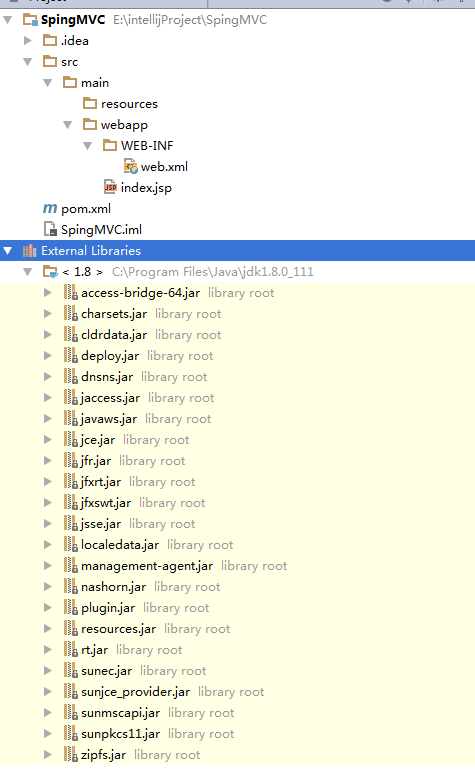 SpingMVC E:\intellijProject\SpingMVC
.idea
src
main
resources
webapp
WEB-INF
web.xml
JSP index.jsp
m pom.xml
SpingMVC.iml
External Libraries
< 1.8 > C:\Program Files\Java\jdk1.8.0_111
access-bridge-64.jar library root
charsets.jar library root
cldrdata.jar library root
deploy.jar library root
dnsns.jar library root
jaccess.jar library root
javaws.jar library root
jce.jar library root
jfr.jar library root
jfxrt.jar library root
jfxswt.jar library root
jsse.jar library root
localedata.jar library root
management-agent.jar library root
nashorn.jar library root
plugin.jar library root
resources.jar library root
rt.jar library root
sunec.jar library root
sunjce_provider.jar library root
sunmscapi.jar library root
sunpkcs11.jar library root
zipfs.jar library root